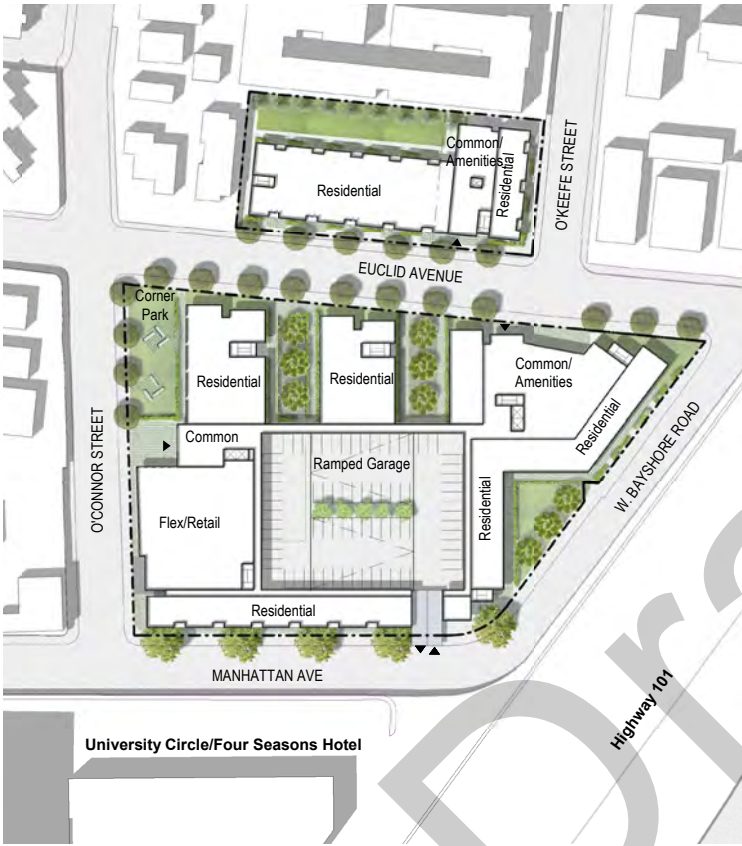 Common/
Amenities
Residential
Residential
O'KEEFE STREET
EUCLID AVENUE
Corner
Park
Residential
Residential
Common/
Amenities
Residential
Common
Ramped Garage
O'CONNOR STREET
W. BAYSHORE ROAD
Flex/Retail
Residential
Residential
MANHATTAN AVE
Highway 101
University Circle/Four Seasons Hotel
Dra